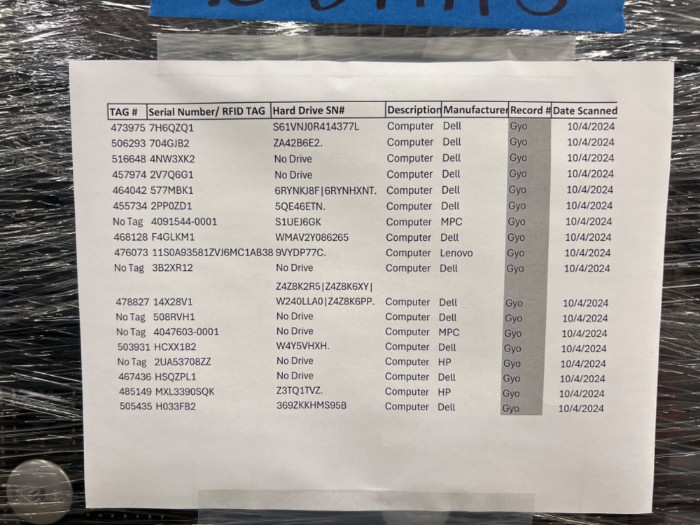 TAG # Serial Number/ RFID TAG Hard Drive SN# Description Manufacturer Record # Date Scanned
473975 7H6QZQ1 S61VNJ0R414377L Computer Dell Gyo 10/4/2024
506293 704GJB2 ZA42B6E2. Computer Dell Gyo 10/4/2024
516648 4NW3XK2 No Drive Computer Dell Gyo 10/4/2024
457974 2V7Q6G1 No Drive Computer Dell Gyo 10/4/2024
464042 577MBK1 6RYNKJ8F|6RYNHXNT. Computer Dell Gyo 10/4/2024
455734 2PP0ZD1 5QE46ETN. Computer Dell Gyo 10/4/2024
No Tag 4091544-0001 S1UEJ6GK Computer MPC Gyo 10/4/2024
468128 F4GLKM1 WMAV2Y086265 Computer Dell Gyo 10/4/2024
476073 11S0A93581ZVJ6MC1AB38 9VYDP77C. Computer Lenovo Gyo 10/4/2024
No Tag 3B2XR12 No Drive Computer Dell Gyo 10/4/2024
Z4Z8K2R5|Z4Z8K6XY|
478827 14X28V1 W240LLA0|Z4Z8K6PP. Computer Dell Gyo 10/4/2024
No Tag 508RVH1 No Drive Computer Dell Gyo 10/4/2024
No Tag 4047603-0001 No Drive Computer MPC Gyo 10/4/2024
503931 HCXX182 W4Y5VHXH. Computer Dell Gyo 10/4/2024
No Tag 2UA53708ZZ No Drive Computer HP Gyo 10/4/2024
467436 HSQZPL1 No Drive Computer Dell Gyo 10/4/2024
485149 MXL3390SQK Z3TQ1TVZ. Computer HP Gyo 10/4/2024
505435 H033FB2 369ZKKHMS95B Computer Dell Gyo 10/4/2024